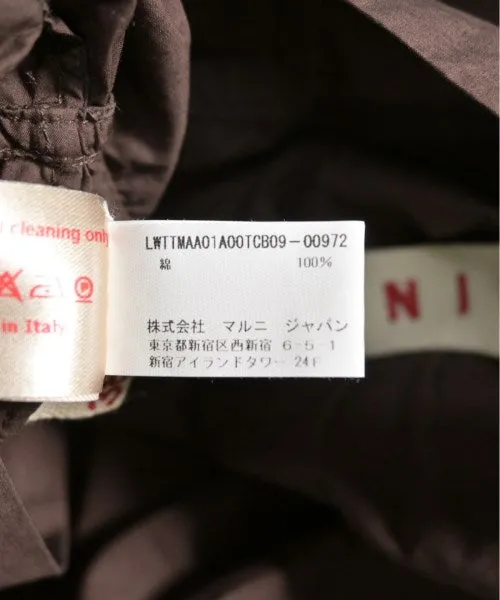 cleaning only
in Italy
LWTTMAA01A00TCB09-00972
綿 100%
株式会社 マルニ ジャパン
東京都新宿区西新宿 6-5-1
新宿アイランドタワー 24F
NI